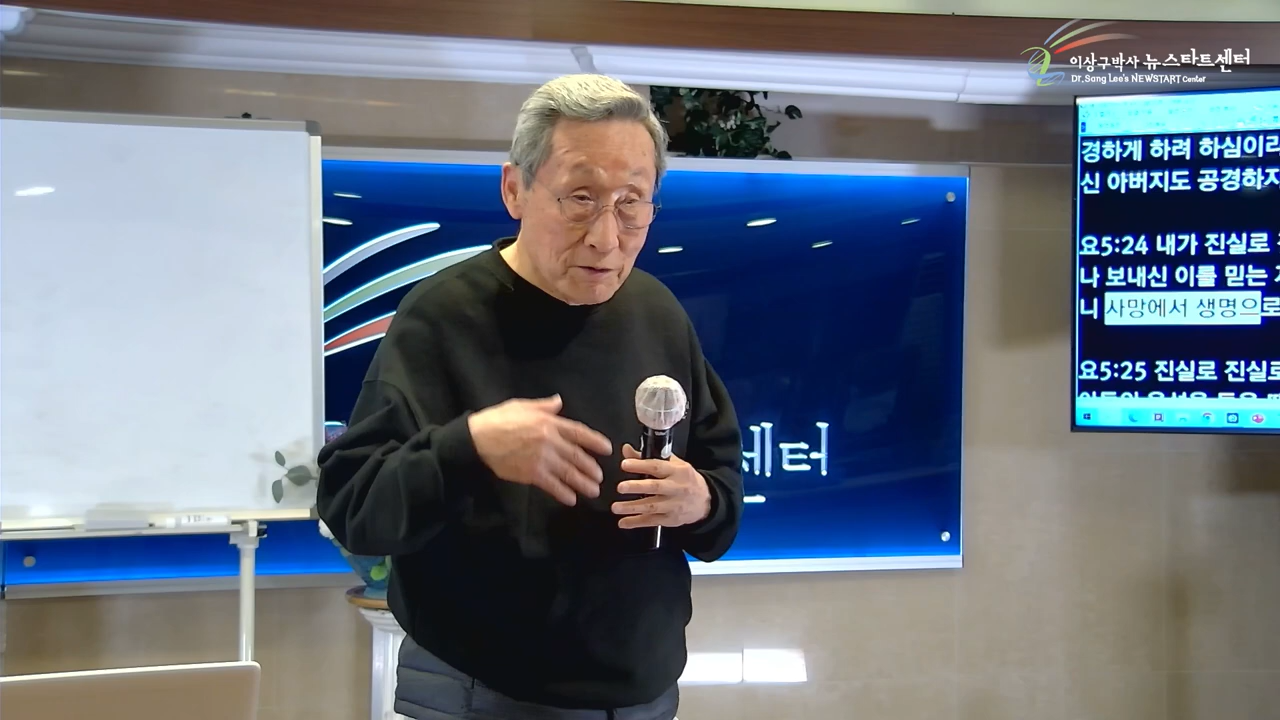 이상구박사 뉴스타트센터
Dr. Sang Lee's NEWSTART Center
경하게 하려 하심이라
신 아버지도 공경하지
요5:24 내가 진실로
나 보내신 이를 믿는
니 사망에서 생명으로
요5:25 진실로 진실로
센터